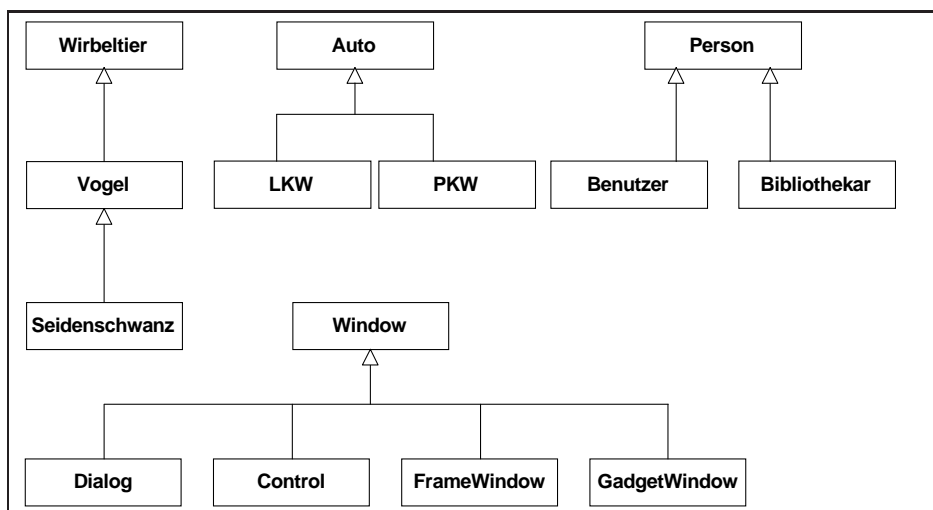 Wirbeltier
Auto
Person
Vogel
LKW
PKW
Benutzer
Bibliothekar
Seidenschwanz
Window
Dialog
Control
FrameWindow
GadgetWindow